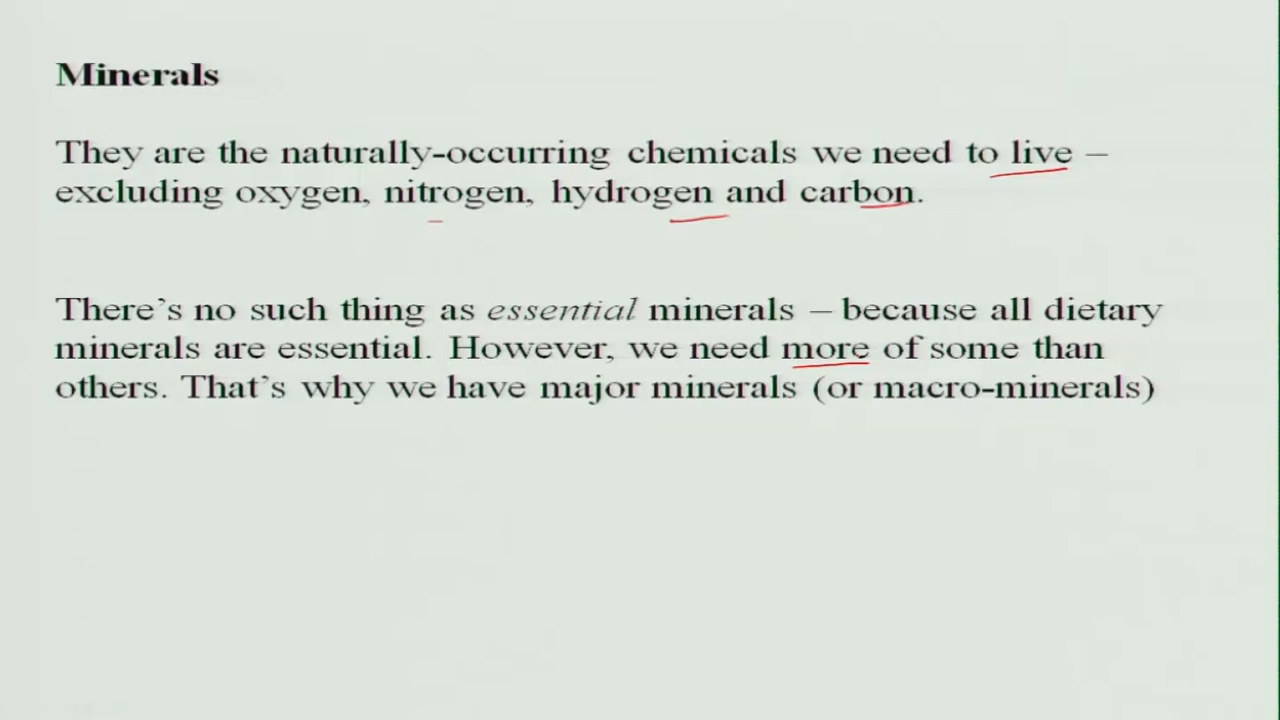 Minerals
They are the naturally-occurring chemicals we need to live –
excluding oxygen, nitrogen, hydrogen and carbon.
There’s no such thing as essential minerals – because all dietary
minerals are essential. However, we need more of some than
others. That’s why we have major minerals (or macro-minerals)